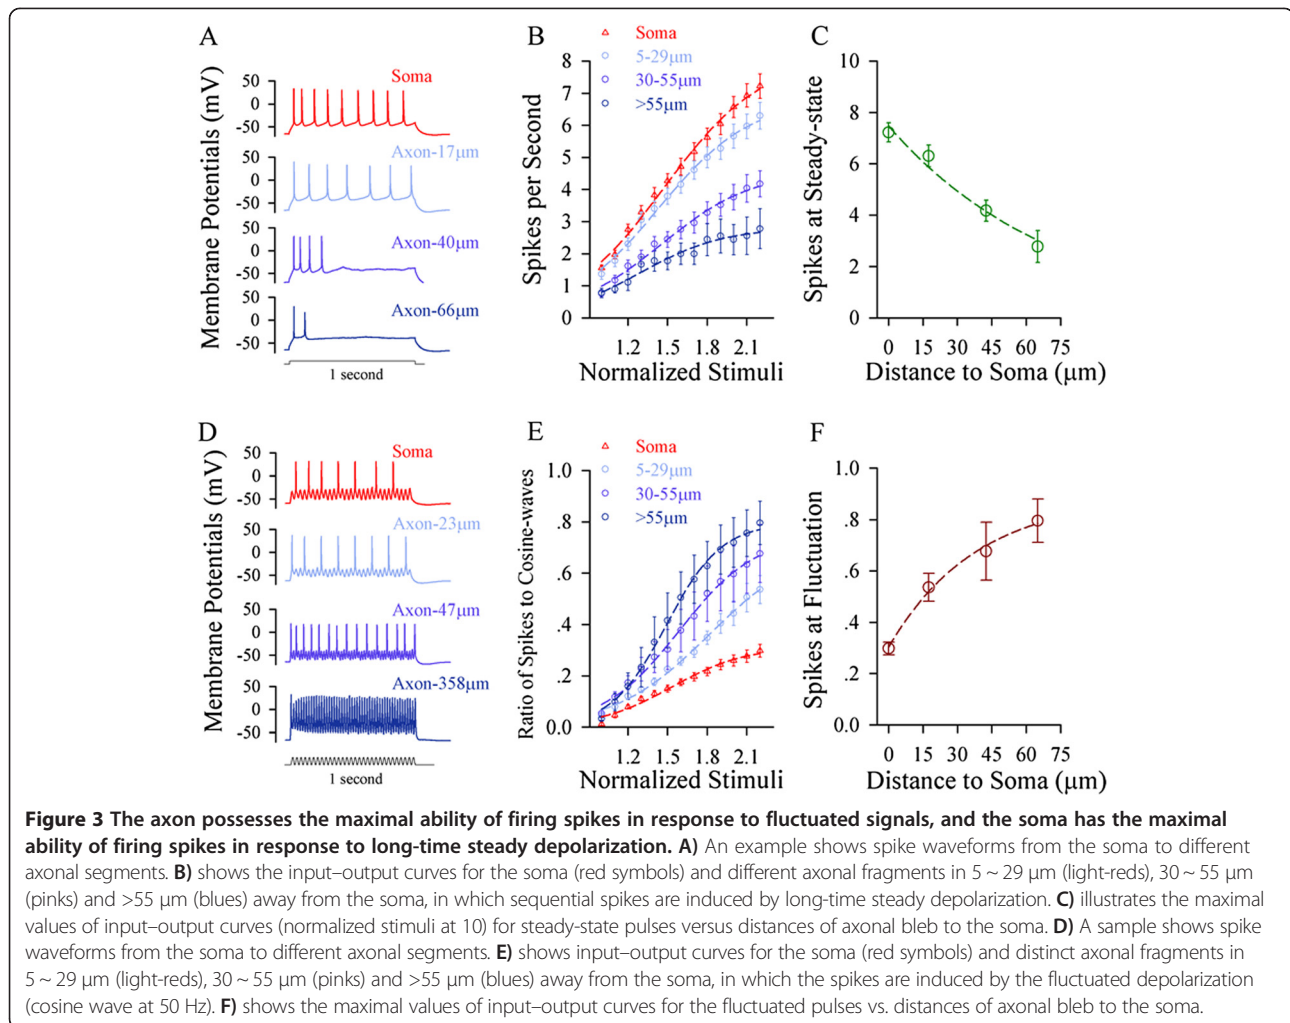 A
Membrane Potentials (mV)
50
0
-50
Soma
50
0
-50
Axon-17μm
50
0
-50
Axon-40μm
50
0
-50
Axon-66μm
1 second
B
Soma
5-29μm
30-55μm
>55μm
Spikes per Second
8
7
6
5
4
3
2
1
0
1.2 1.5 1.8 2.1
Normalized Stimuli
C
Spikes at Steady-state
10
8
6
4
2
0
0 15 30 45 60 75
Distance to Soma (μm)
D
Membrane Potentials (mV)
50
0
-50
Soma
50
0
-50
Axon-23μm
50
0
-50
Axon-47μm
50
0
-50
Axon-358μm
1 second
E
Soma
5-29μm
30-55μm
>55μm
Ratio of Spikes to Cosine-waves
1.0
.8
.6
.4
.2
0.0
1.2 1.5 1.8 2.1
Normalized Stimuli
F
Spikes at Fluctuation
1.0
.8
.6
.4
.2
0.0
0 15 30 45 60 75
Distance to Soma (μm)
Figure 3 The axon possesses the maximal ability of firing spikes in response to fluctuated signals, and the soma has the maximal
ability of firing spikes in response to long-time steady depolarization. A) An example shows spike waveforms from the soma to different
axonal segments. B) shows the input–output curves for the soma (red symbols) and different axonal fragments in 5 ~ 29 μm (light-reds), 30 ~ 55 μm
(pinks) and >55 μm (blues) away from the soma, in which sequential spikes are induced by long-time steady depolarization. C) illustrates the maximal
values of input–output curves (normalized stimuli at 10) for steady-state pulses versus distances of axonal bleb to the soma. D) A sample shows spike
waveforms from the soma to different axonal segments. E) shows input–output curves for the soma (red symbols) and distinct axonal fragments in
5 ~ 29 μm (light-reds), 30 ~ 55 μm (pinks) and >55 μm (blues) away from the soma, in which the spikes are induced by the fluctuated depolarization
(cosine wave at 50 Hz). F) shows the maximal values of input–output curves for the fluctuated pulses vs. distances of axonal bleb to the soma.